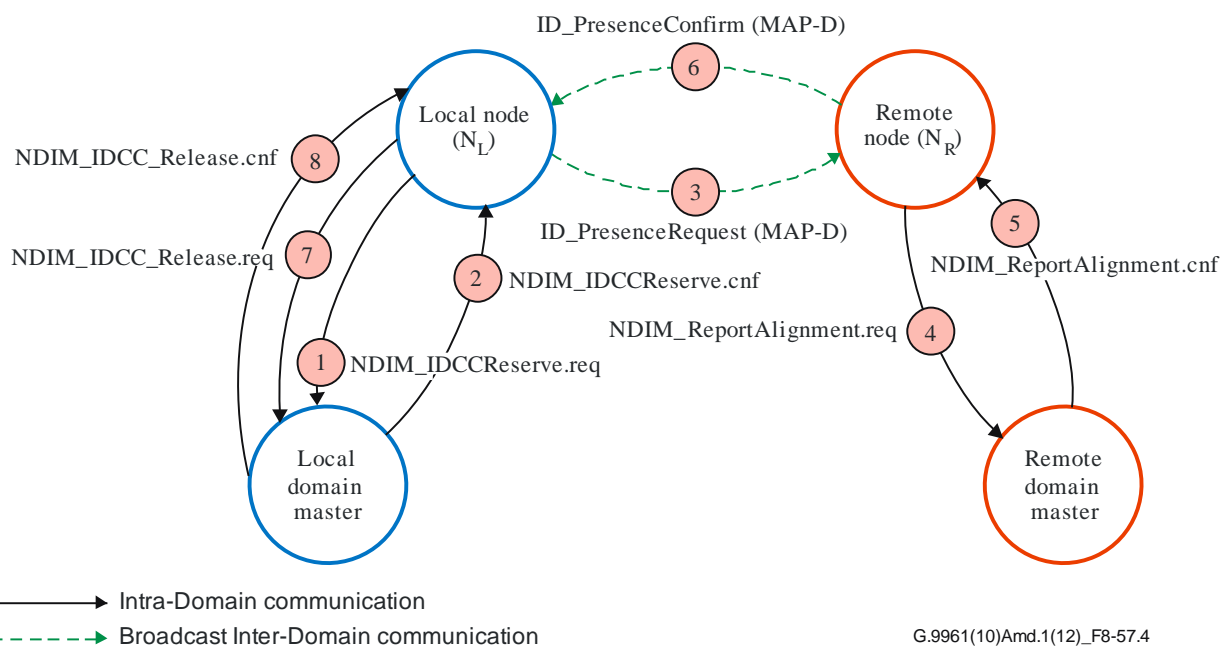 ID_PresenceConfirm (MAP-D)
6
Local node
(N_L)
Remote
node (N_R)
NDIM_IDCC_Release.cnf
8
3
ID_PresenceRequest (MAP-D)
5
NDIM_ReportAlignment.cnf
NDIM_IDCC_Release.req
7
2
NDIM_IDCCReserve.cnf
NDIM_ReportAlignment.req
4
1
NDIM_IDCCReserve.req
Local
domain
master
Remote
domain
master
Intra-Domain communication
Broadcast Inter-Domain communication
G.9961(10)Amd.1(12)_F8-57.4